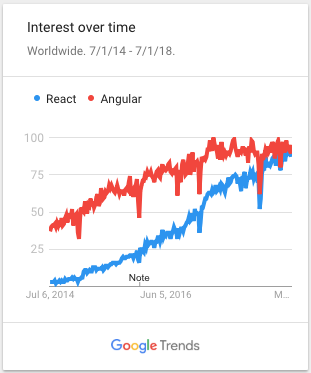 Interest over time
Worldwide. 7/1/14 - 7/1/18.
React Angular
100
75
50
25
Note
Jul 6, 2014 Jun 5, 2016 M...
Google Trends